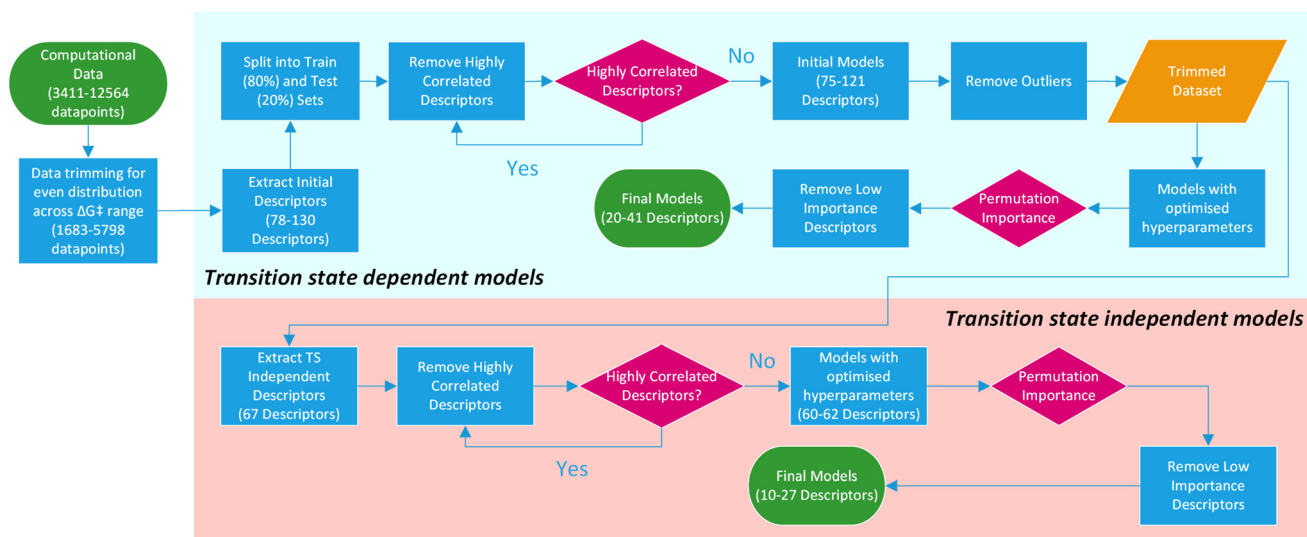 Computational
Data
(3411-12564
datapoints)
Data trimming for
even distribution
across ΔG‡ range
(1683-5798
datapoints)
Extract Initial
Descriptors
(78-130
Descriptors)
Split into Train
(80%) and Test
(20%) Sets
Remove Highly
Correlated
Descriptors
Highly Correlated
Descriptors?
Yes
No
Initial Models
(75-121
Descriptors)
Remove Outliers
Trimmed
Dataset
Models with
optimised
hyperparameters
Permutation
Importance
Remove Low
Importance
Descriptors
Final Models
(20-41 Descriptors)
Transition state dependent models
Transition state independent models
Extract TS
Independent
Descriptors
(67 Descriptors)
Remove Highly
Correlated
Descriptors
Highly Correlated
Descriptors?
Yes
No
Models with
optimised
hyperparameters
(60-62 Descriptors)
Permutation
Importance
Remove Low
Importance
Descriptors
Final Models
(10-27 Descriptors)